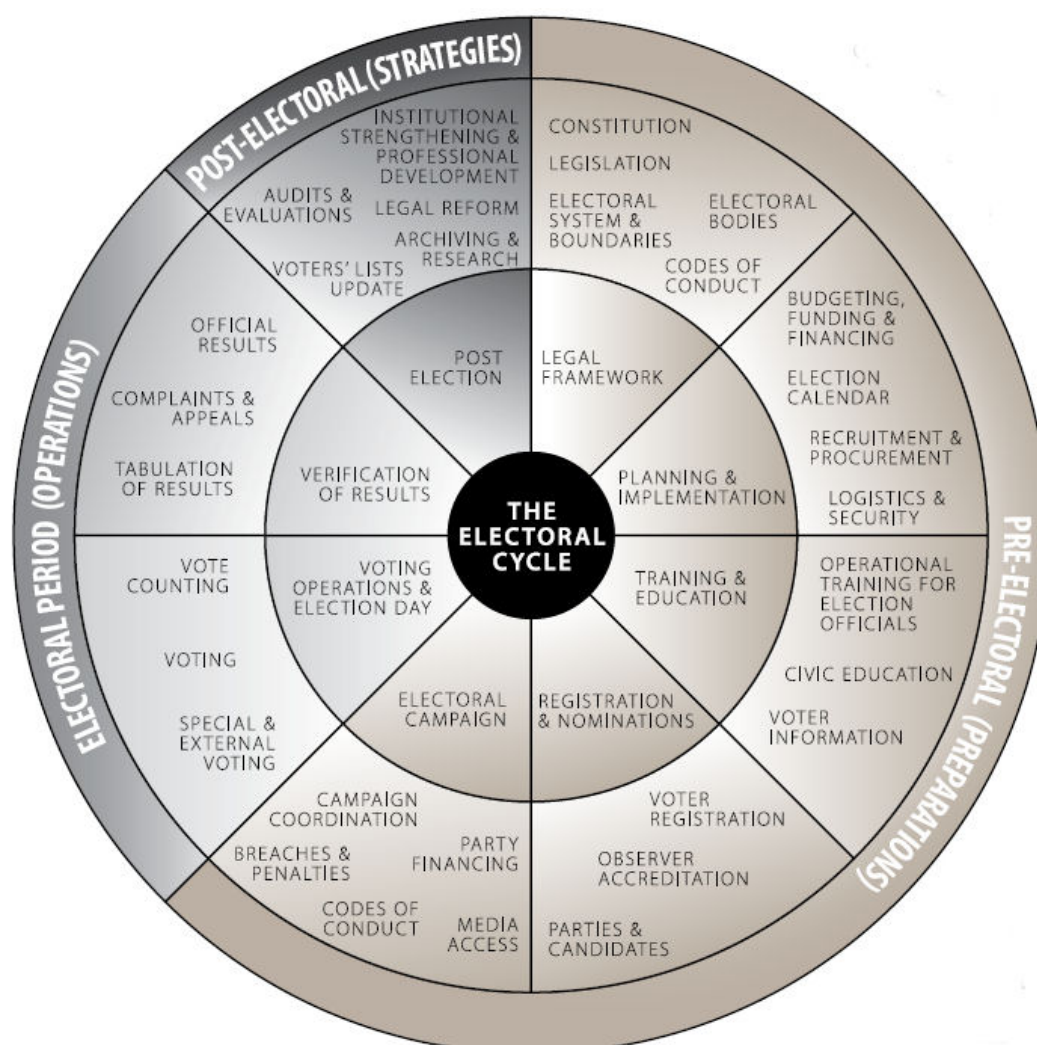 POST-ELECTORAL (STRATEGIES)
PRE-ELECTORAL (PREPARATIONS)
ELECTORAL PERIOD (OPERATIONS)
THE
ELECTORAL
CYCLE
LEGAL
FRAMEWORK
CONSTITUTION
LEGISLATION
ELECTORAL
SYSTEM &
BOUNDARIES
ELECTORAL
BODIES
CODES OF
CONDUCT
PLANNING &
IMPLEMENTATION
BUDGETING,
FUNDING &
FINANCING
ELECTION
CALENDAR
RECRUITMENT &
PROCUREMENT
LOGISTICS &
SECURITY
TRAINING &
EDUCATION
OPERATIONAL
TRAINING FOR
ELECTION
OFFICIALS
CIVIC EDUCATION
VOTER
INFORMATION
REGISTRATION
& NOMINATIONS
VOTER
REGISTRATION
OBSERVER
ACCREDITATION
PARTIES &
CANDIDATES
ELECTORAL
CAMPAIGN
CAMPAIGN
COORDINATION
PARTY
FINANCING
BREACHES &
PENALTIES
CODES OF
CONDUCT
MEDIA
ACCESS
VOTING
OPERATIONS &
ELECTION DAY
VOTE
COUNTING
VOTING
SPECIAL &
EXTERNAL
VOTING
VERIFICATION
OF RESULTS
OFFICIAL
RESULTS
COMPLAINTS
& APPEALS
TABULATION
OF RESULTS
POST
ELECTION
INSTITUTIONAL
STRENGTHENING &
PROFESSIONAL
DEVELOPMENT
AUDITS &
EVALUATIONS
LEGAL REFORM
ARCHIVING &
RESEARCH
VOTERS' LISTS
UPDATE